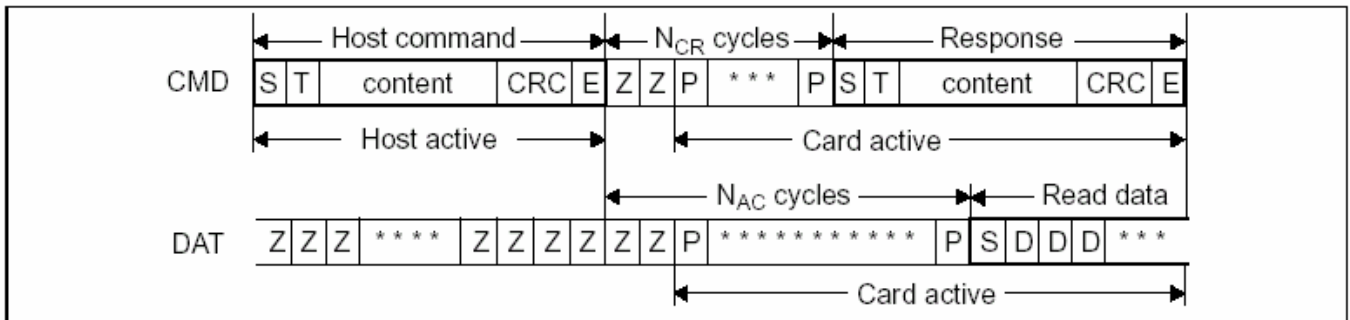 Host command N_CR cycles Response
CMD S T content CRC E Z Z P * * * P S T content CRC E
Host active Card active
N_AC cycles Read data
DAT Z Z Z * * * * Z Z Z Z Z Z P * * * * * * * * * * * P S D D D * * *
Card active